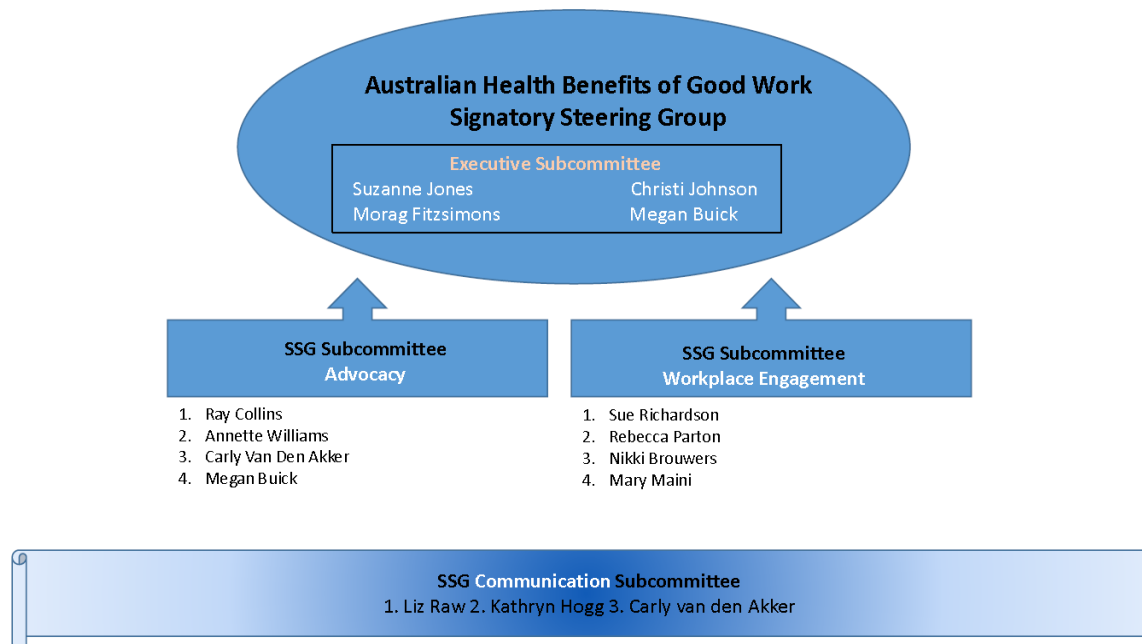 Australian Health Benefits of Good Work
Signatory Steering Group
Executive Subcommittee
Suzanne Jones Christi Johnson
Morag Fitzsimons Megan Buick
SSG Subcommittee
Advocacy
1. Ray Collins
2. Annette Williams
3. Carly Van Den Akker
4. Megan Buick
SSG Subcommittee
Workplace Engagement
1. Sue Richardson
2. Rebecca Parton
3. Nikki Brouwers
4. Mary Maini
SSG Communication Subcommittee
1. Liz Raw 2. Kathryn Hogg 3. Carly van den Akker